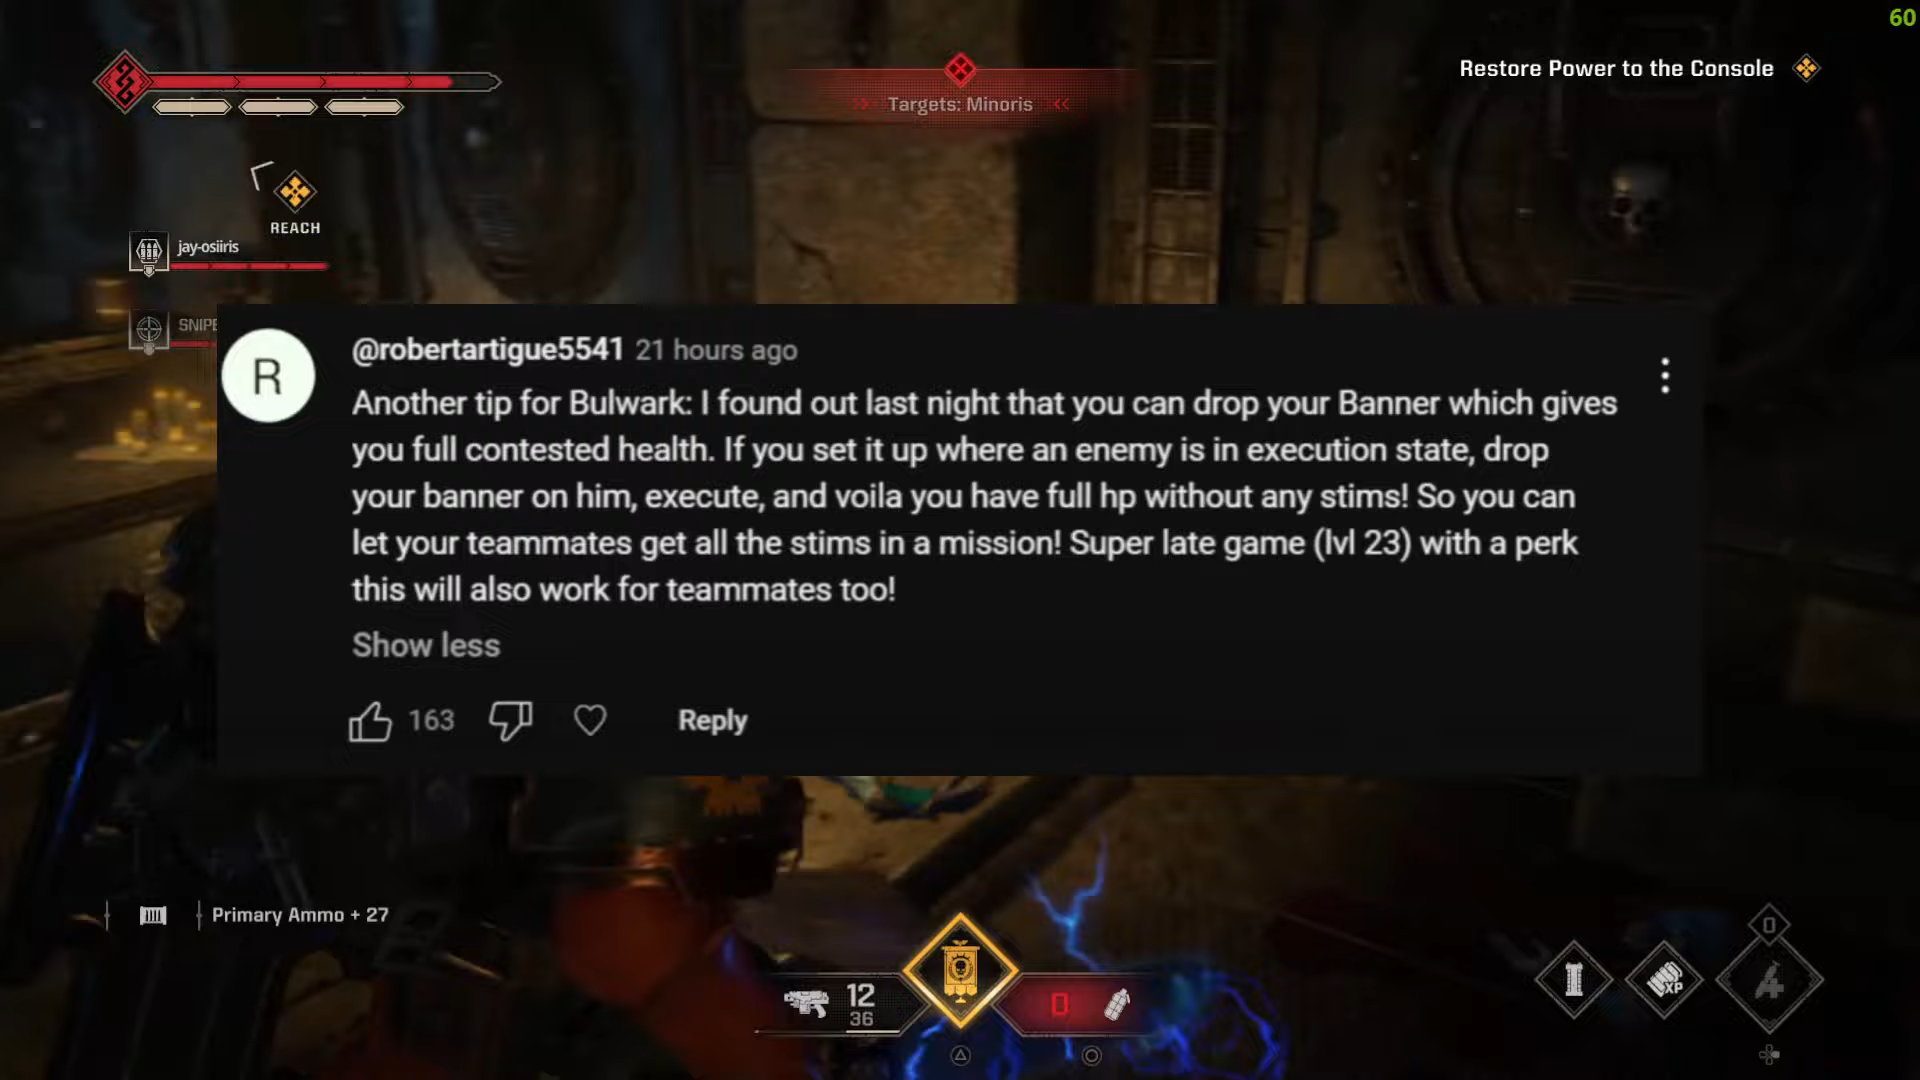 60
Restore Power to the Console
Targets: Minoris
REACH
jay-osiiris
SNIPE
R
@robertartigue5541 21 hours ago
Another tip for Bulwark: I found out last night that you can drop your Banner which gives
you full contested health. If you set it up where an enemy is in execution state, drop
your banner on him, execute, and voila you have full hp without any stims! So you can
let your teammates get all the stims in a mission! Super late game (lvl 23) with a perk
this will also work for teammates too!
Show less
163
Reply
Primary Ammo + 27
12
36
0
XP
0